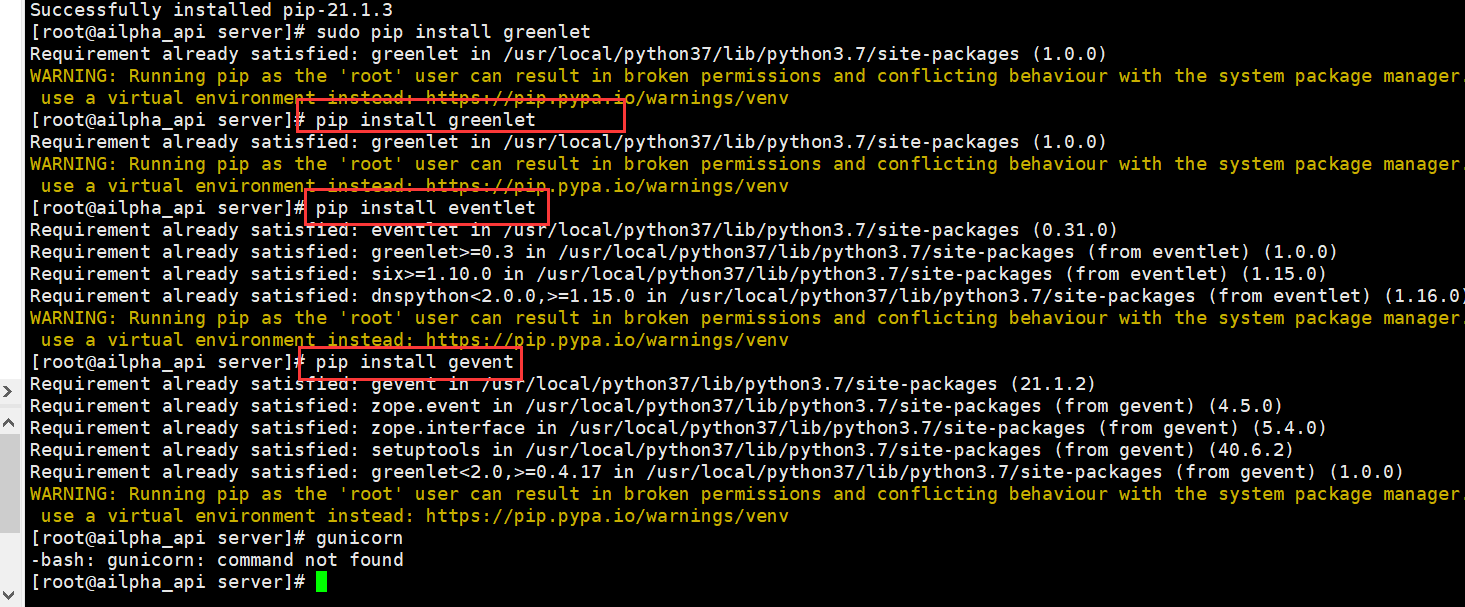 Successfully installed pip-21.1.3
[root@ailpha_api server]# sudo pip install greenlet
Requirement already satisfied: greenlet in /usr/local/python37/lib/python3.7/site-packages (1.0.0)
WARNING: Running pip as the 'root' user can result in broken permissions and conflicting behaviour with the system package manager.
use a virtual environment instead: https://pip.pypa.io/warnings/venv
[root@ailpha_api server]# pip install greenlet
Requirement already satisfied: greenlet in /usr/local/python37/lib/python3.7/site-packages (1.0.0)
WARNING: Running pip as the 'root' user can result in broken permissions and conflicting behaviour with the system package manager.
use a virtual environment instead: https://pip.pypa.io/warnings/venv
[root@ailpha_api server]# pip install eventlet
Requirement already satisfied: eventlet in /usr/local/python37/lib/python3.7/site-packages (0.31.0)
Requirement already satisfied: greenlet>=0.3 in /usr/local/python37/lib/python3.7/site-packages (from eventlet) (1.0.0)
Requirement already satisfied: six>=1.10.0 in /usr/local/python37/lib/python3.7/site-packages (from eventlet) (1.15.0)
Requirement already satisfied: dnspython<2.0.0,>=1.15.0 in /usr/local/python37/lib/python3.7/site-packages (from eventlet) (1.16.0)
WARNING: Running pip as the 'root' user can result in broken permissions and conflicting behaviour with the system package manager.
use a virtual environment instead: https://pip.pypa.io/warnings/venv
[root@ailpha_api server]# pip install gevent
Requirement already satisfied: gevent in /usr/local/python37/lib/python3.7/site-packages (21.1.2)
Requirement already satisfied: zope.event in /usr/local/python37/lib/python3.7/site-packages (from gevent) (4.5.0)
Requirement already satisfied: zope.interface in /usr/local/python37/lib/python3.7/site-packages (from gevent) (5.4.0)
Requirement already satisfied: setuptools in /usr/local/python37/lib/python3.7/site-packages (from gevent) (40.6.2)
Requirement already satisfied: greenlet<2.0,>=0.4.17 in /usr/local/python37/lib/python3.7/site-packages (from gevent) (1.0.0)
WARNING: Running pip as the 'root' user can result in broken permissions and conflicting behaviour with the system package manager.
use a virtual environment instead: https://pip.pypa.io/warnings/venv
[root@ailpha_api server]# gunicorn
-bash: gunicorn: command not found
[root@ailpha_api server]#